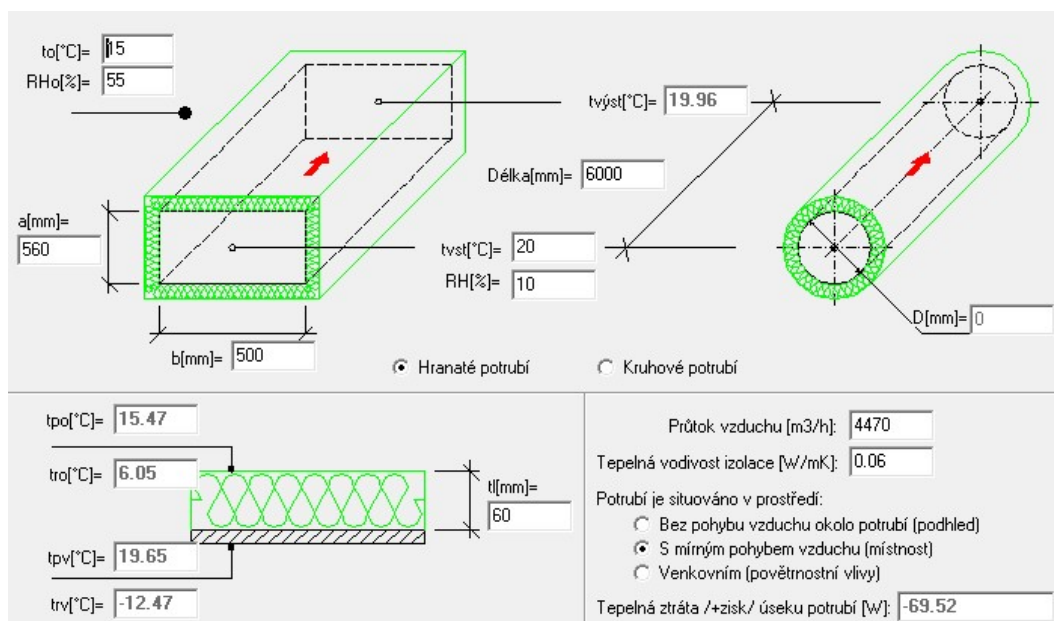 to[°C]= 15
RHo[%]= 55
tvýst[°C]= 19.96
Délka[mm]= 6000
a[mm]=
560
tvst[°C]= 20
RH[%]= 10
D[mm]= 0
b[mm]= 500
Hranaté potrubí
Kruhové potrubí
tpo[°C]= 15.47
tro[°C]= 6.05
tl[mm]=
60
tpv[°C]= 19.65
trv[°C]= -12.47
Průtok vzduchu [m3/h]: 4470
Tepelná vodivost izolace [W/mK]: 0.06
Potrubí je situováno v prostředí:
Bez pohybu vzduchu okolo potrubí (podhled)
S mírným pohybem vzduchu (místnost)
Venkovním (povětrnostní vlivy)
Tepelná ztráta /+zisk/ úseku potrubí [W]: -69.52